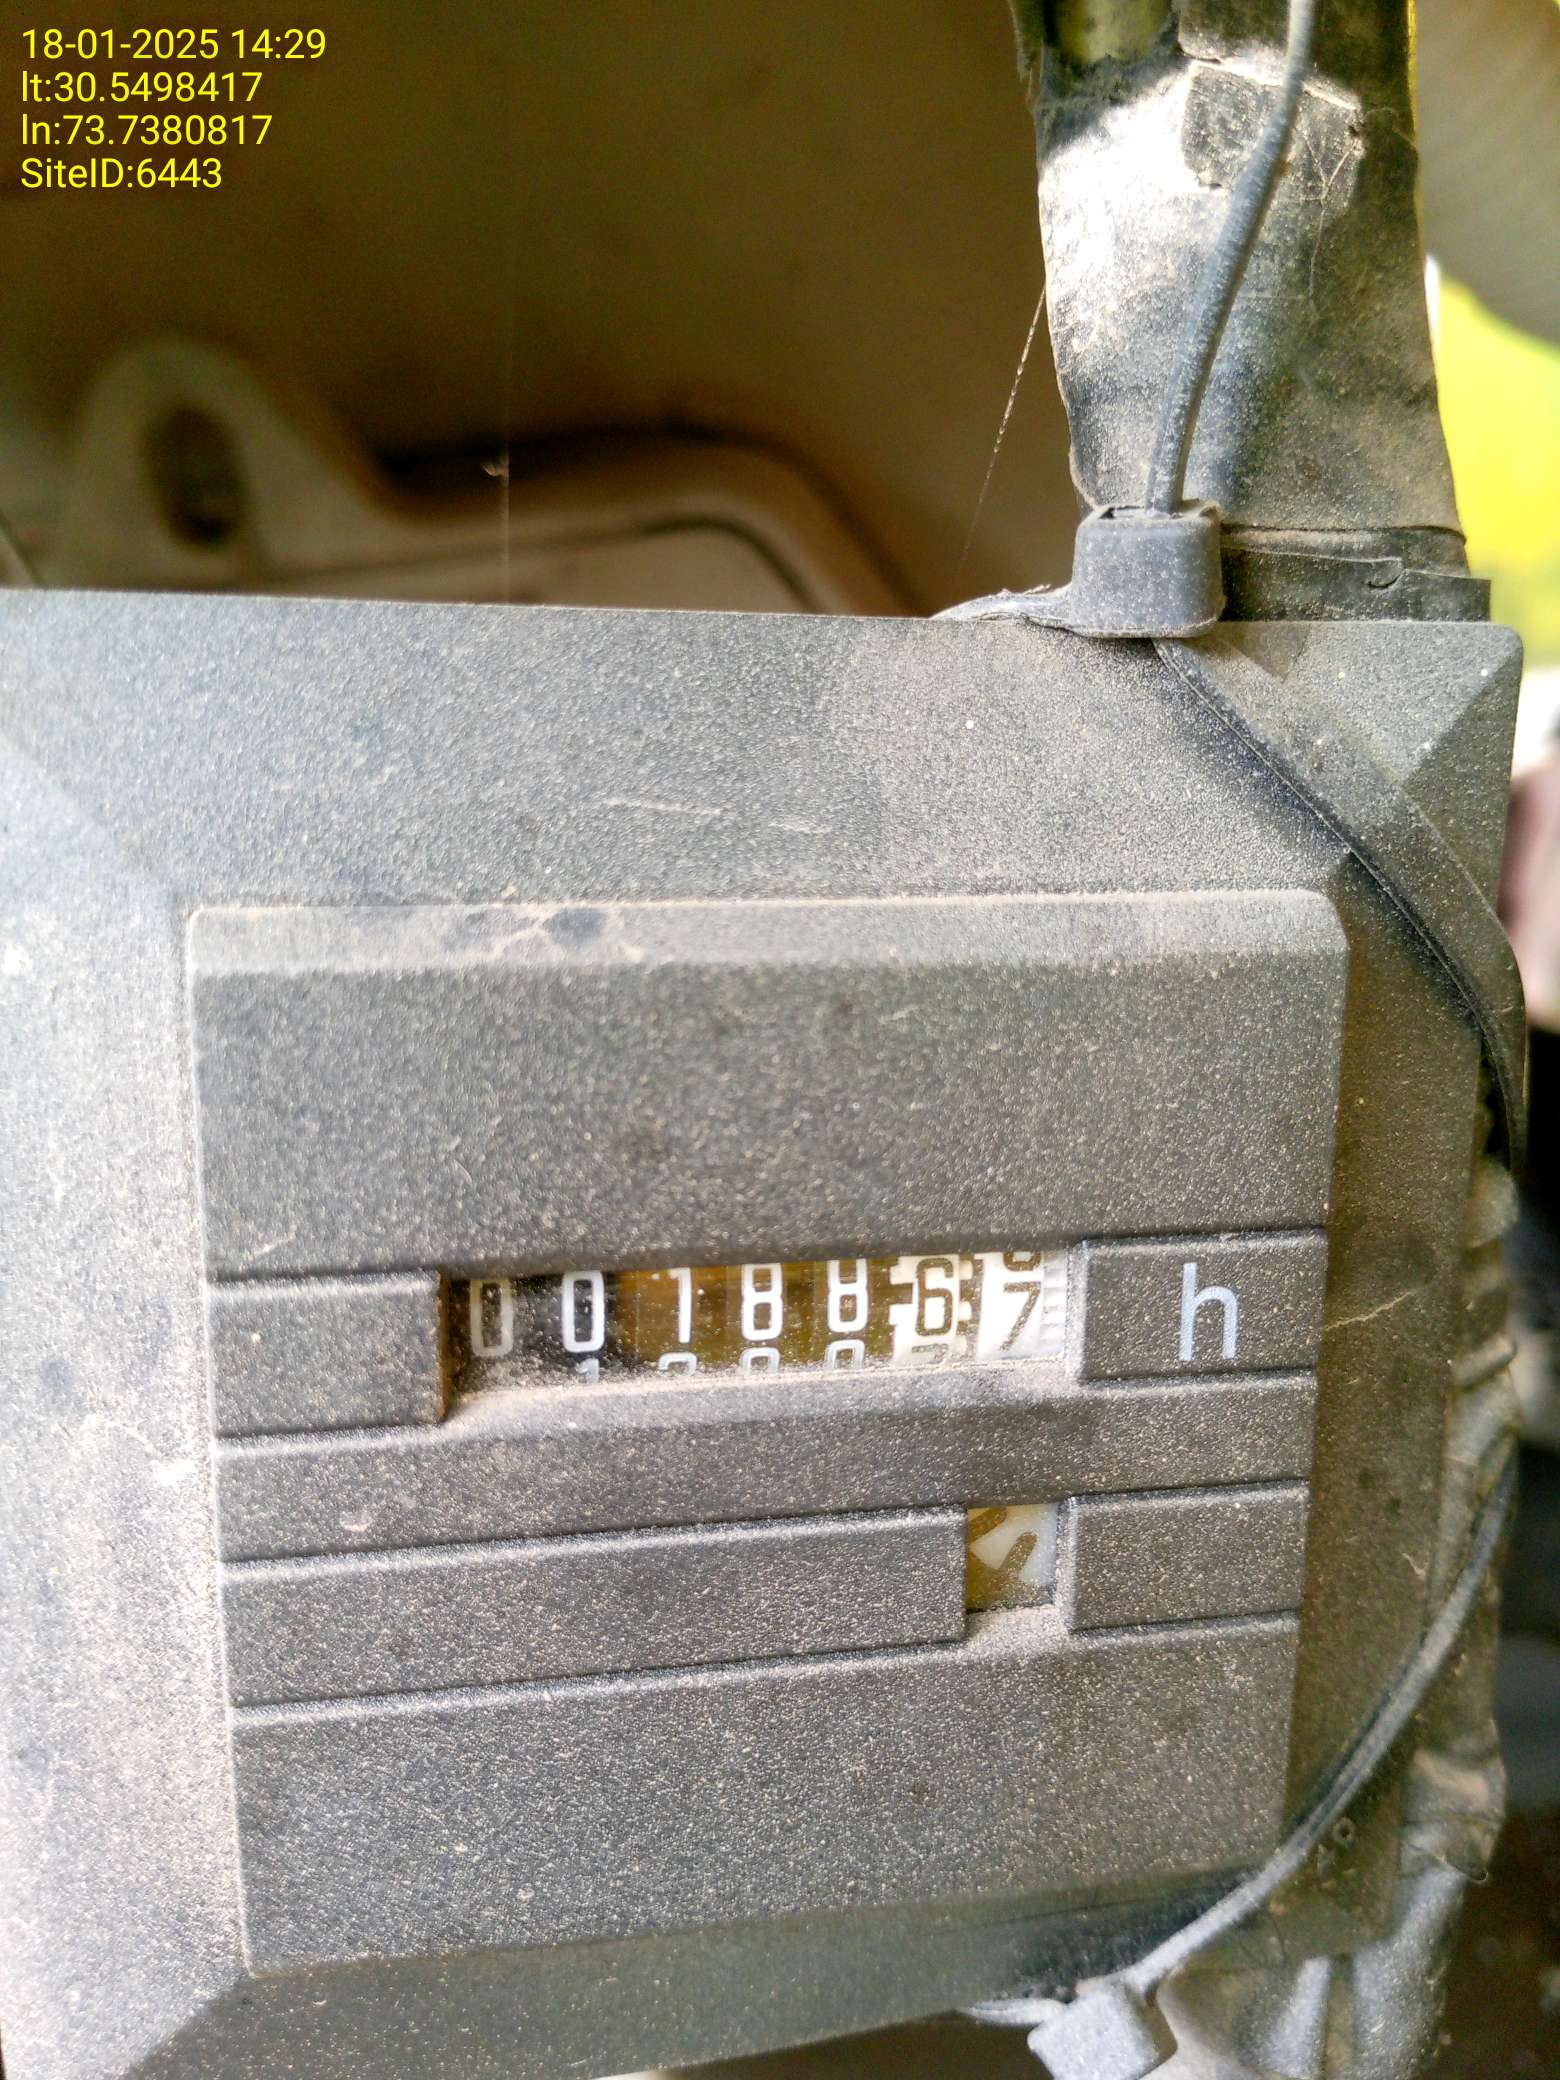 18-01-2025 14:29
lt:30.5498417
ln:73.7380817
SiteID:6443
0018867 h